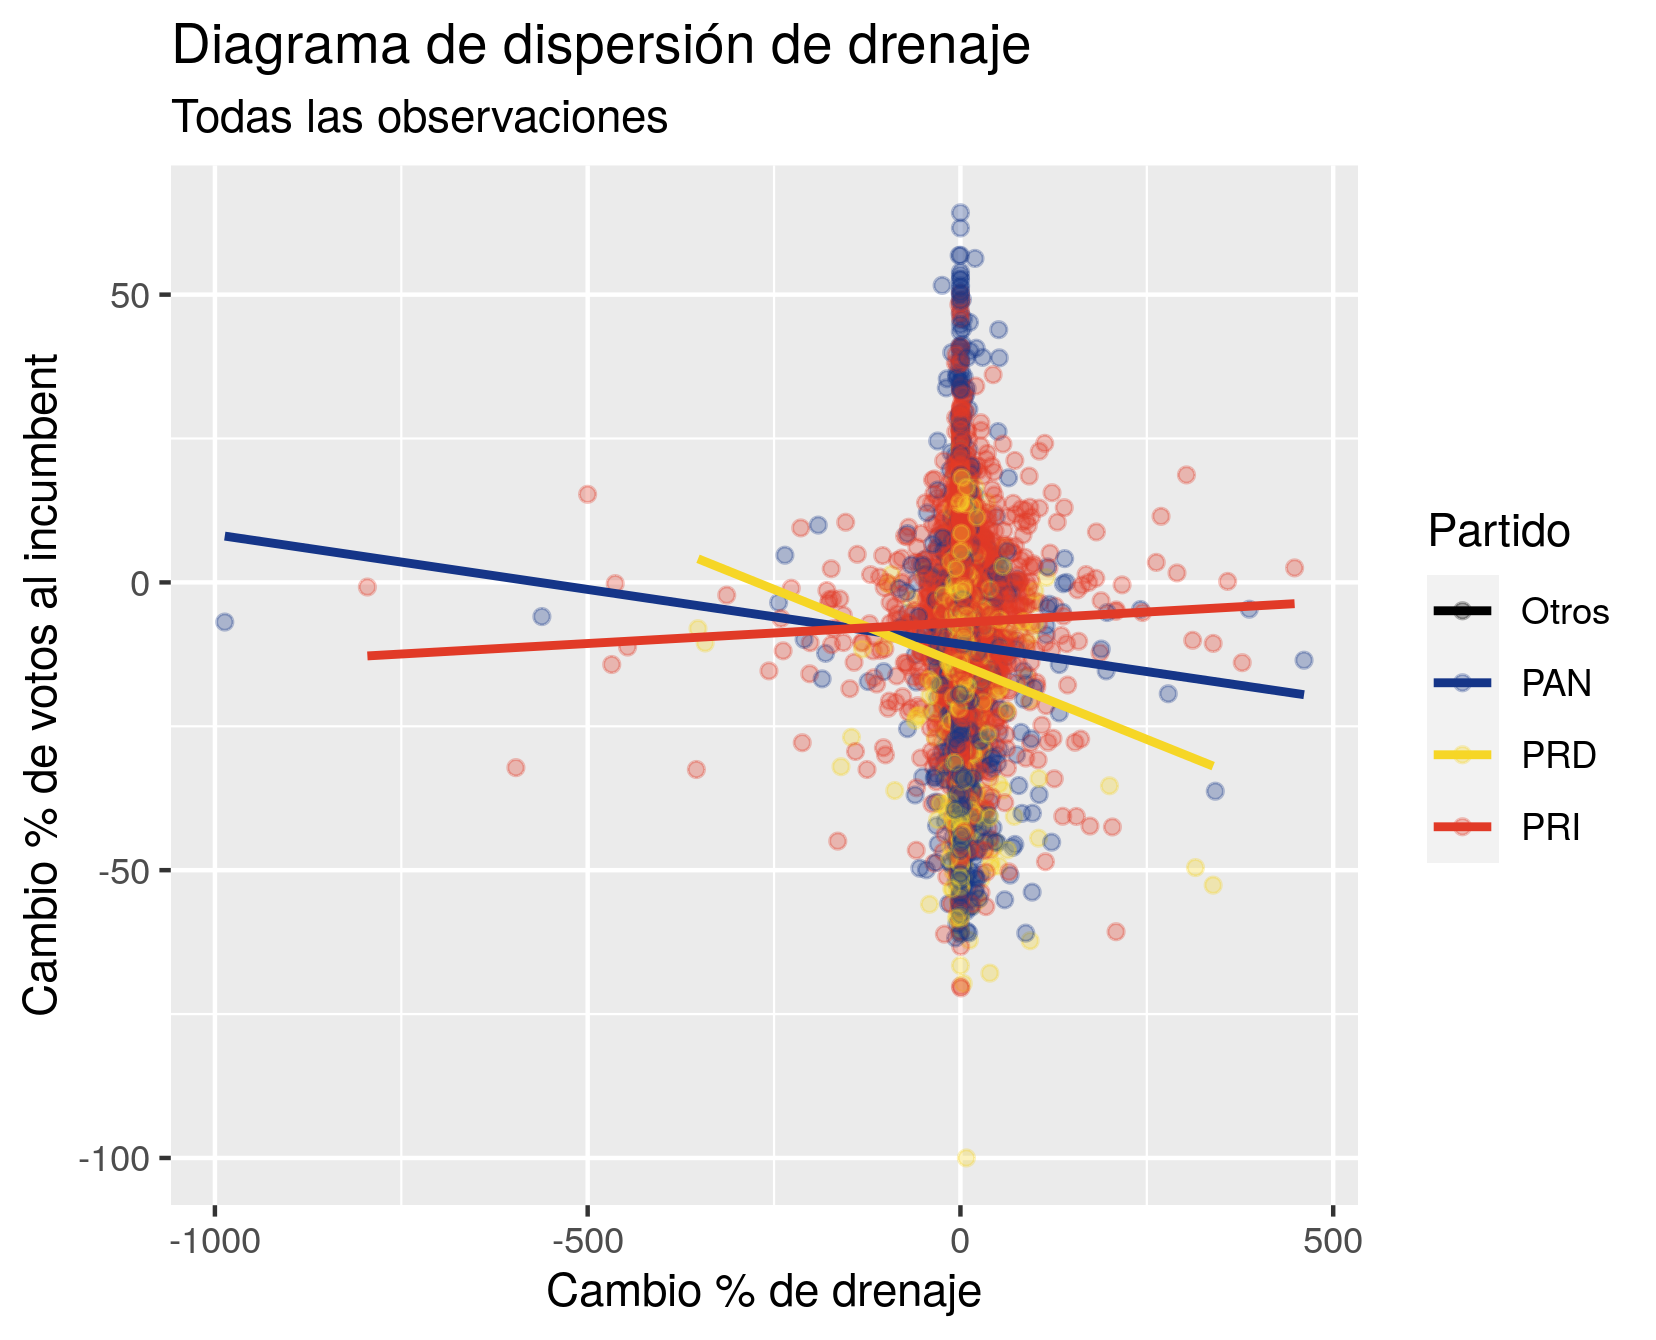 Diagrama de dispersión de drenaje
Todas las observaciones
Cambio % de votos al incumbent
50
0
-50
-100
-1000
-500
0
500
Cambio % de drenaje
Partido
Otros
PAN
PRD
PRI